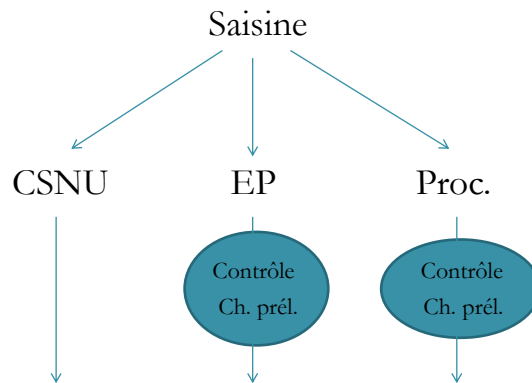 Saisine
CSNU EP Proc.
Contrôle
Ch. prél.
Contrôle
Ch. prél.